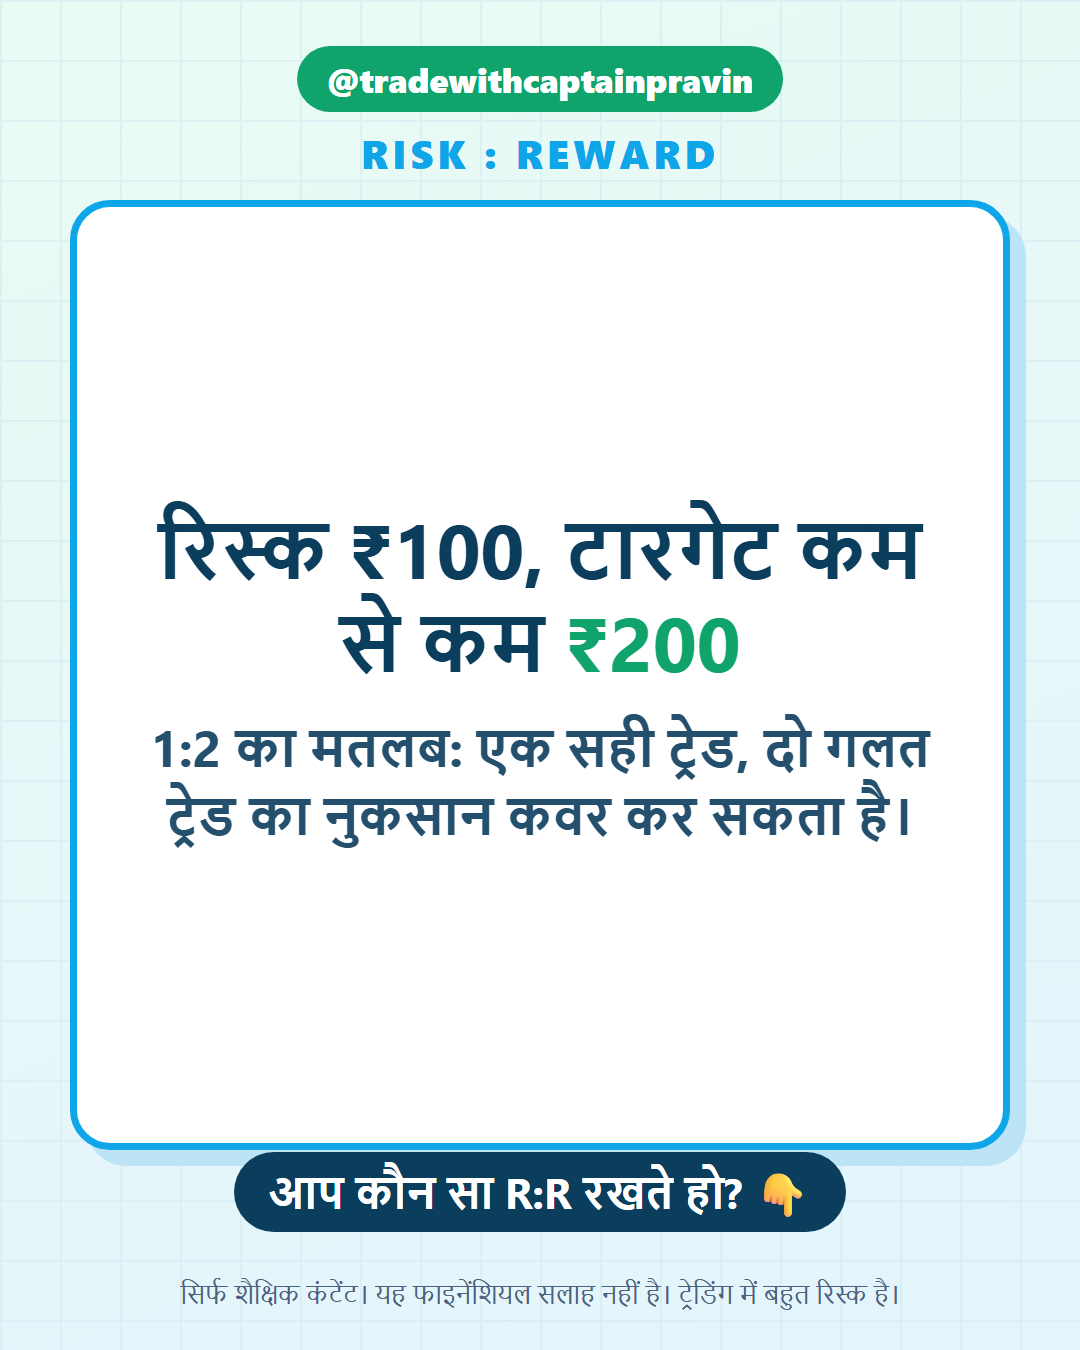 @tradewithcaptainpravin
RISK : REWARD
रिस्क ₹100, टारगेट कम
से कम ₹200
1:2 का मतलब: एक सही ट्रेड, दो गलत
ट्रेड का नुकसान कवर कर सकता है।
आप कौन सा R:R रखते हो? 👇
सिर्फ शैक्षिक कंटेंट। यह फाइनेंशियल सलाह नहीं है। ट्रेडिंग में बहुत रिस्क है।